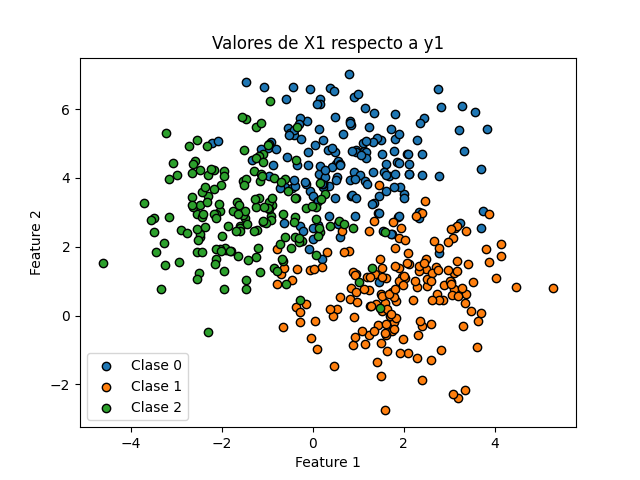 Valores de X1 respecto a y1
Feature 2
6
4
2
0
−2
Clase 0
Clase 1
Clase 2
−4
−2
0
2
4
Feature 1